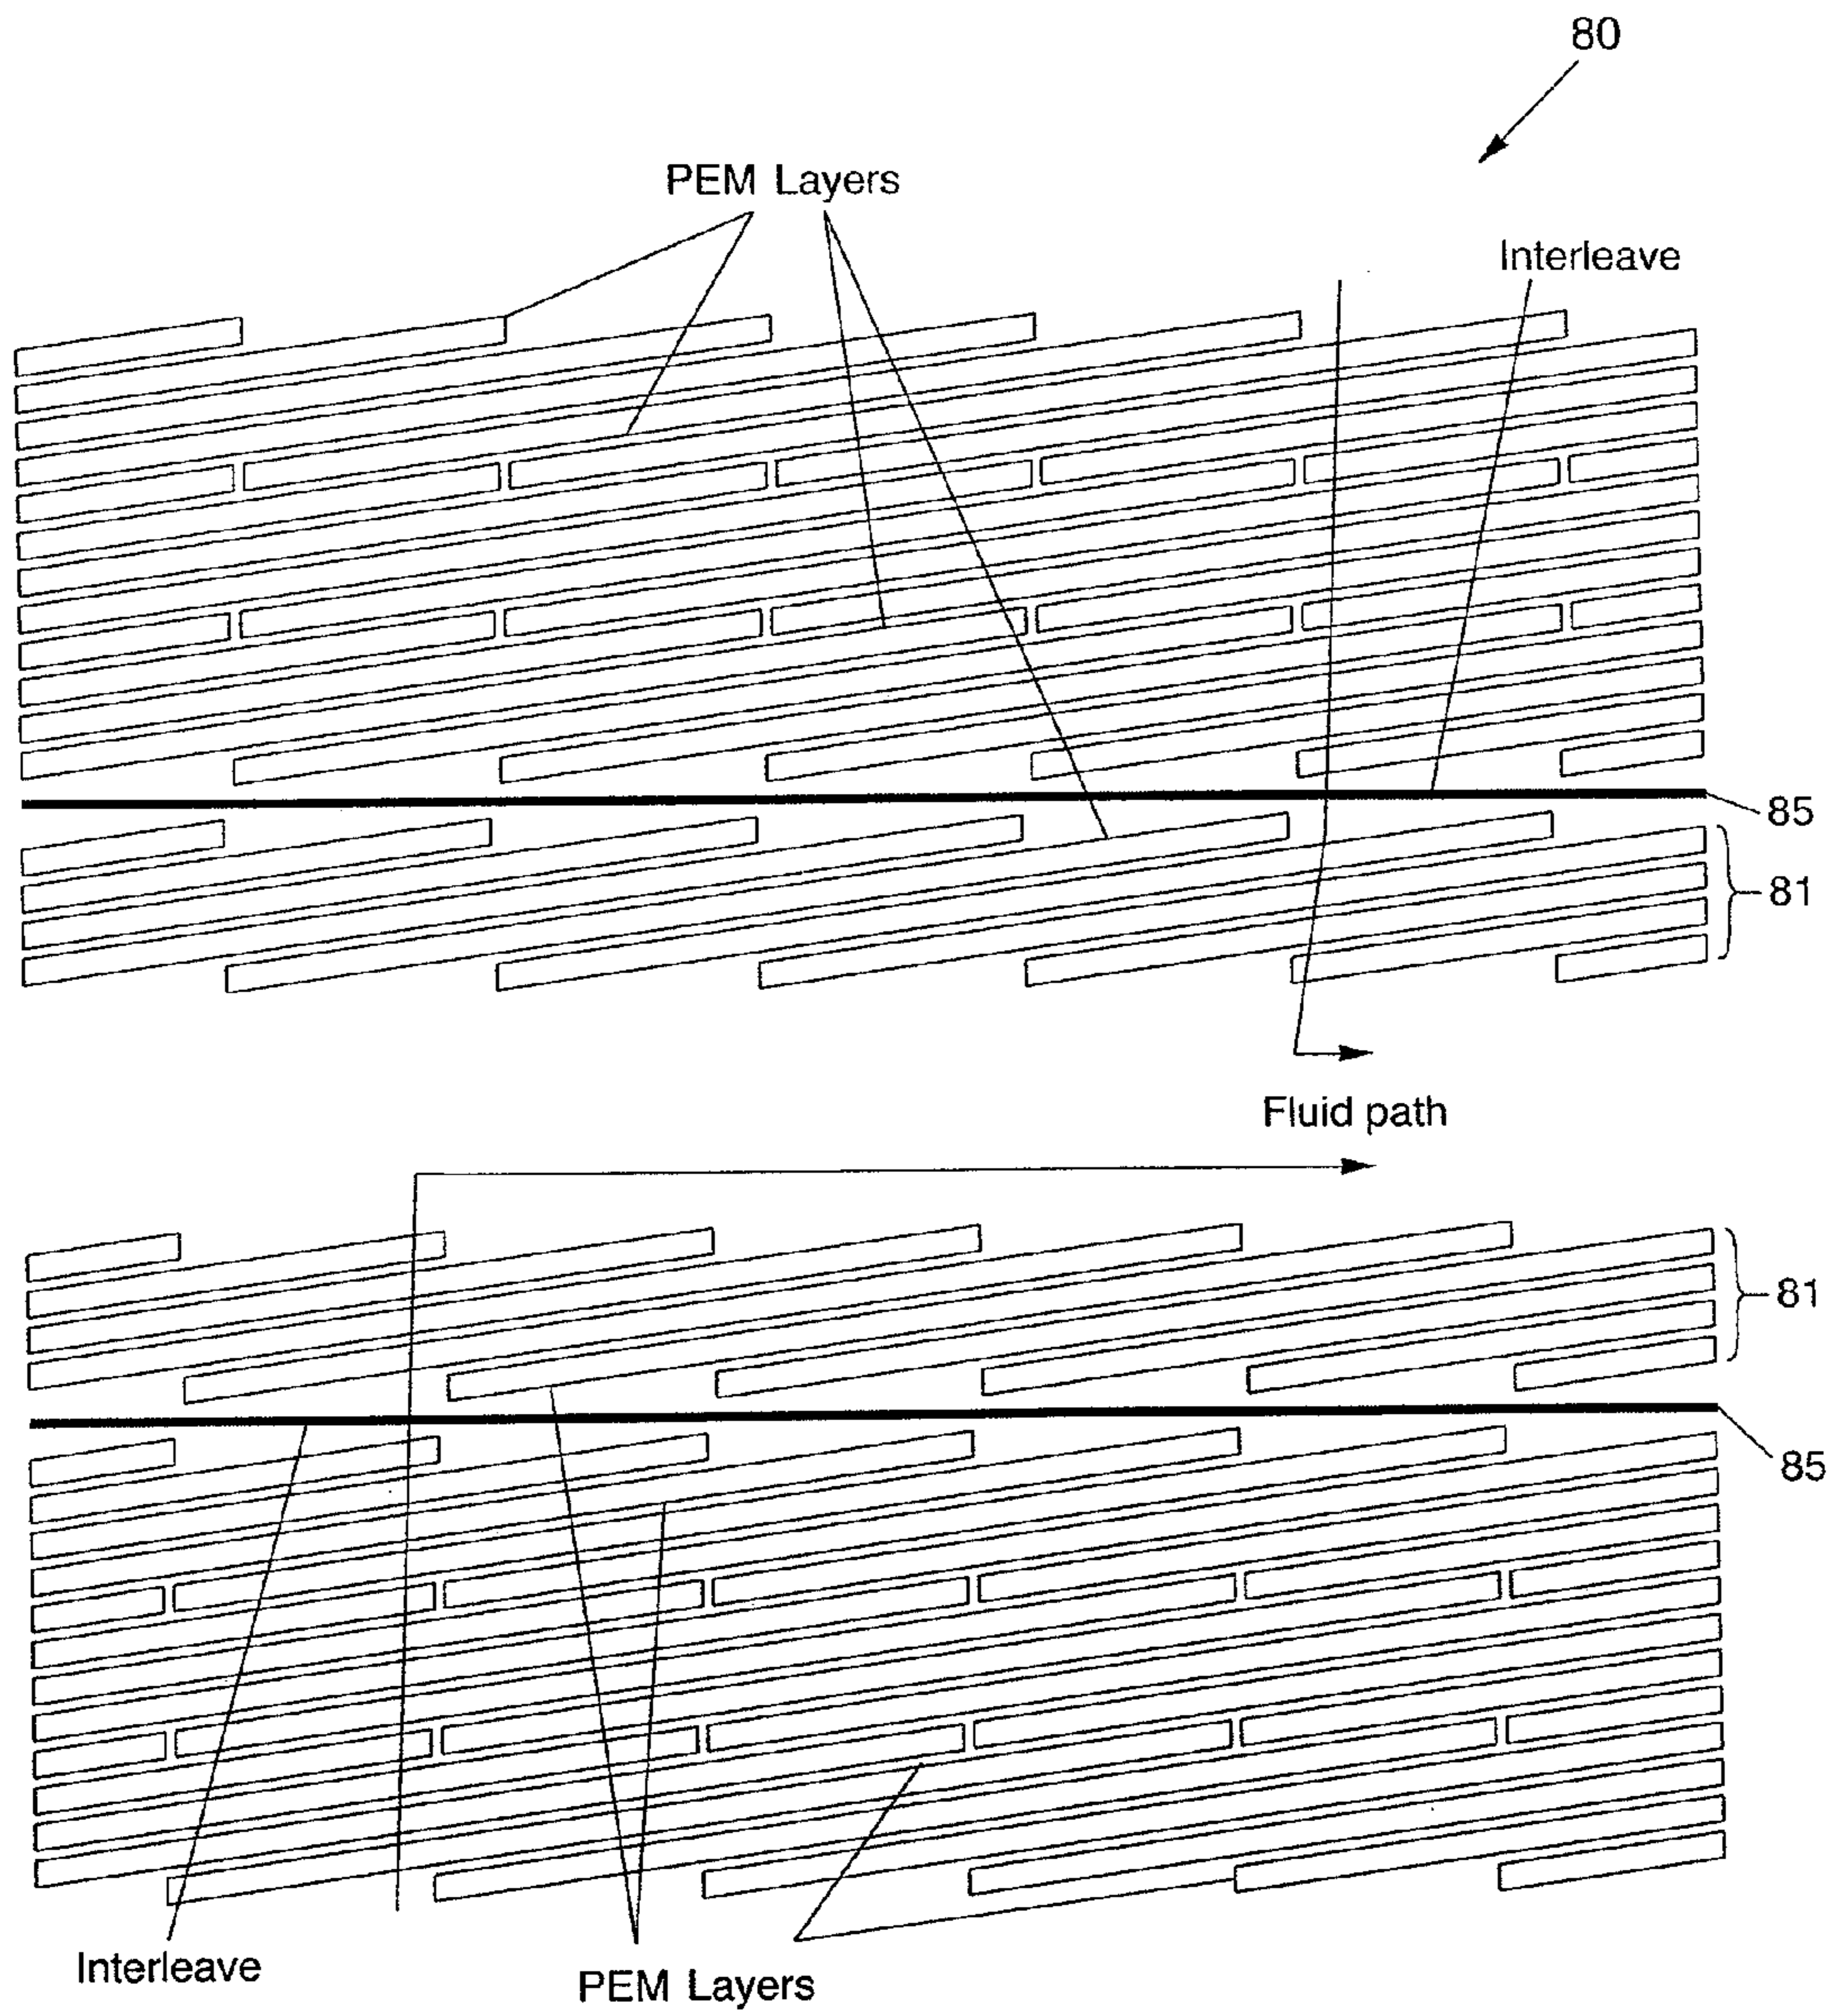 80
PEM Layers
Interleave
85
81
Fluid path
81
85
Interleave
PEM Layers